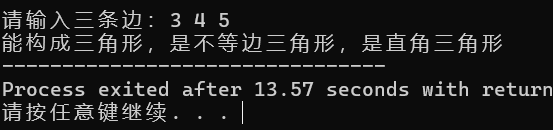 请输入三条边：3 4 5
能构成三角形，是不等边三角形，是直角三角形
--------------------------------
Process exited after 13.57 seconds with return
请按任意键继续. . .